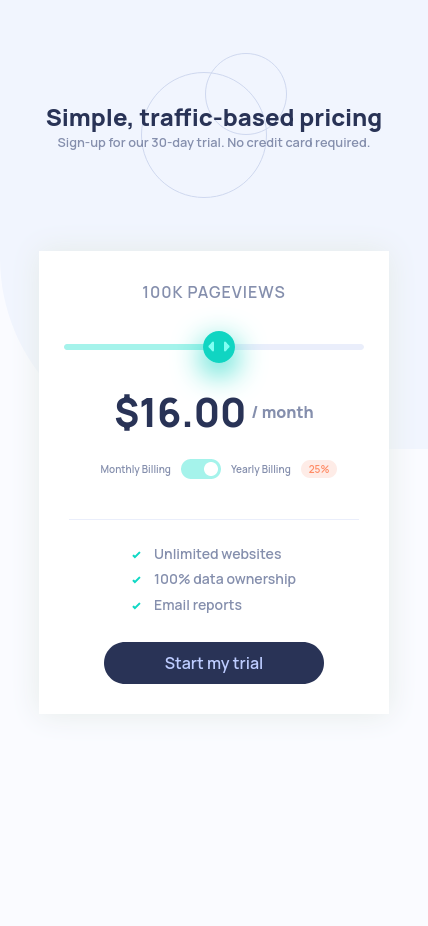 Simple, traffic-based pricing
Sign-up for our 30-day trial. No credit card required.
100K PAGEVIEWS
$16.00 / month
Monthly Billing Yearly Billing 25%
Unlimited websites
100% data ownership
Email reports
Start my trial